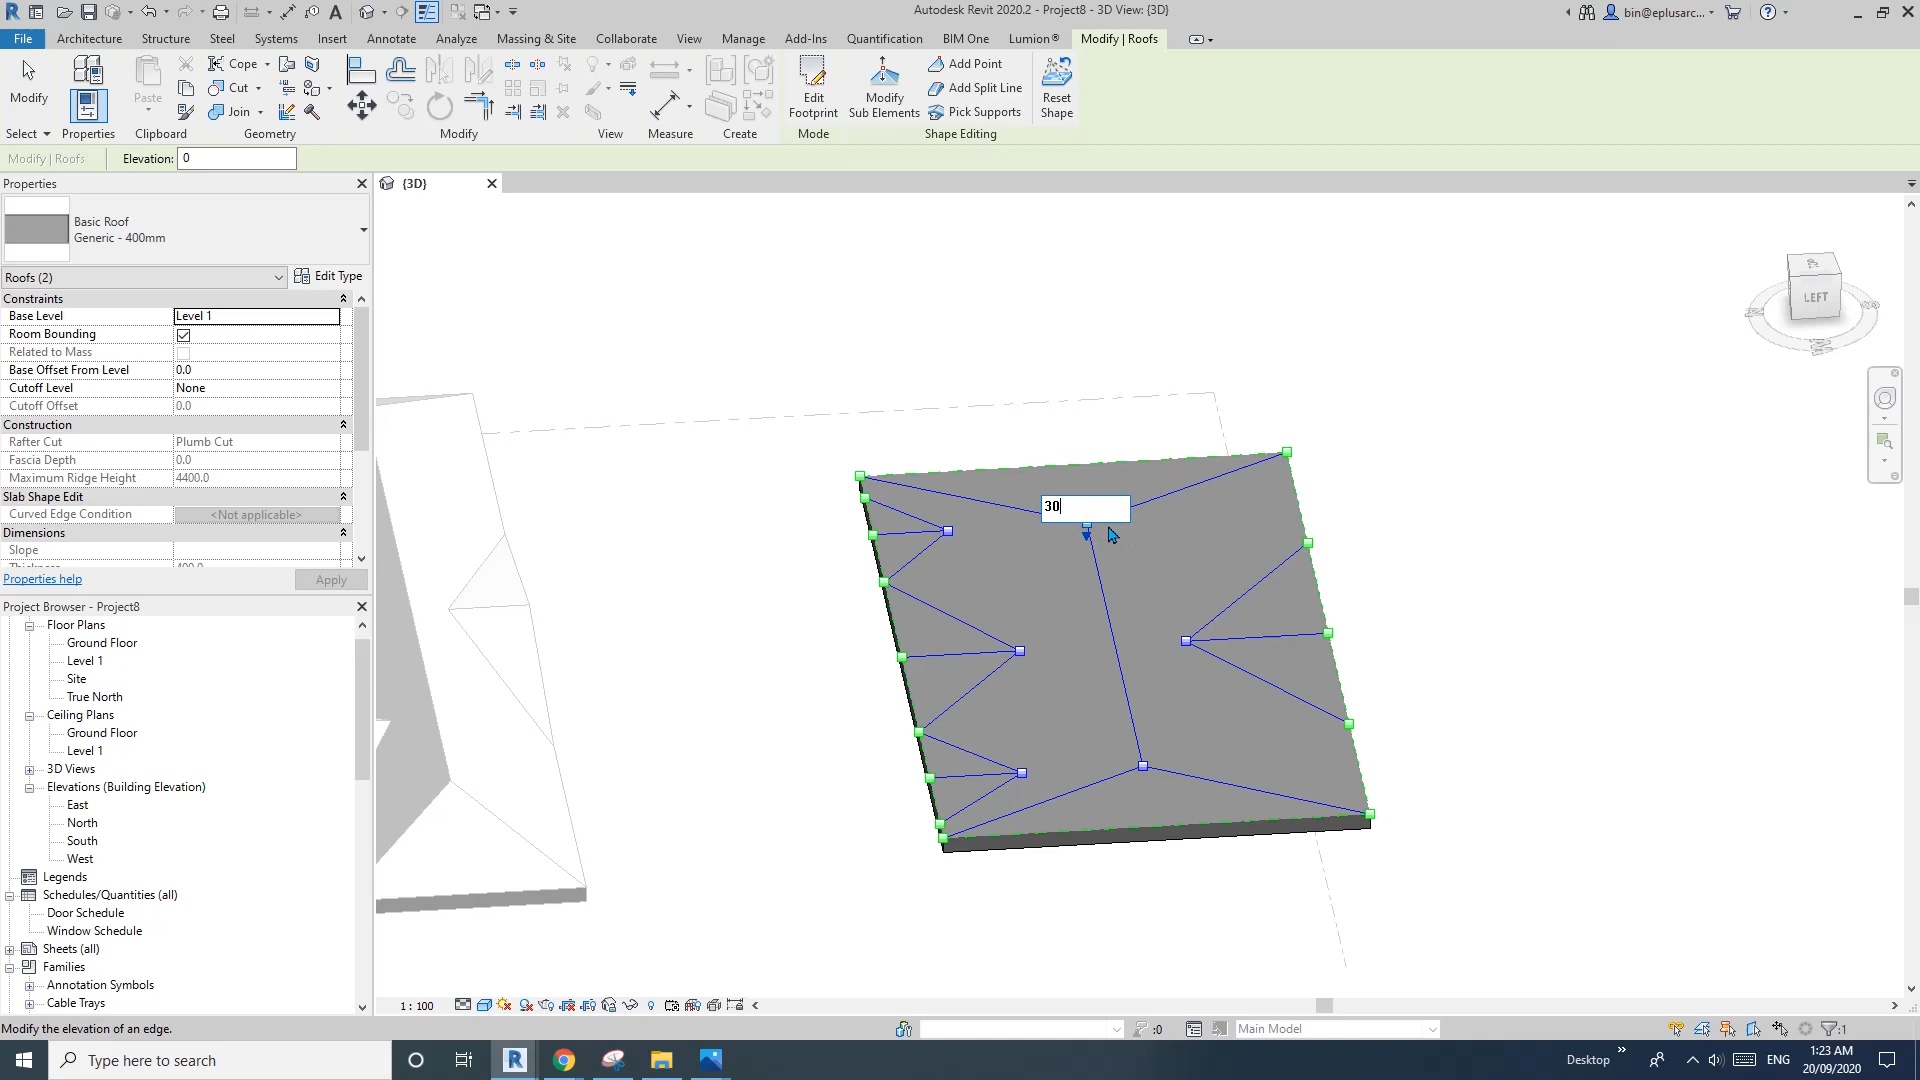 Autodesk Revit 2020.2 - Project8 - 3D View: {3D}
bin@eplusarc...
File Architecture Structure Steel Systems Insert Annotate Analyze Massing & Site Collaborate View Manage Add-Ins Quantification BIM One Lumion® Modify | Roofs
Modify
Paste
Cope
Cut
Join
Edit
Footprint
Modify
Sub Elements
Add Point
Add Split Line
Pick Supports
Reset
Shape
Select Properties Clipboard Geometry Modify View Measure Create Mode Shape Editing
Modify | Roofs Elevation: 0
Properties
{3D}
Basic Roof
Generic - 400mm
Roofs (2) Edit Type
Constraints
Base Level Level 1
Room Bounding
Related to Mass
Base Offset From Level 0.0
Cutoff Level None
Cutoff Offset 0.0
Construction
Rafter Cut Plumb Cut
Fascia Depth 0.0
Maximum Ridge Height 4400.0
Slab Shape Edit
Curved Edge Condition <Not applicable>
Dimensions
Slope
Thickness 400.0
Properties help Apply
Project Browser - Project8
Floor Plans
Ground Floor
Level 1
Site
True North
Ceiling Plans
Ground Floor
Level 1
3D Views
Elevations (Building Elevation)
East
North
South
West
Legends
Schedules/Quantities (all)
Door Schedule
Window Schedule
Sheets (all)
Families
Annotation Symbols
Cable Trays
30
LEFT
1 : 100
Modify the elevation of an edge.
:0
Main Model
:1
Type here to search
Desktop
ENG
1:23 AM
20/09/2020